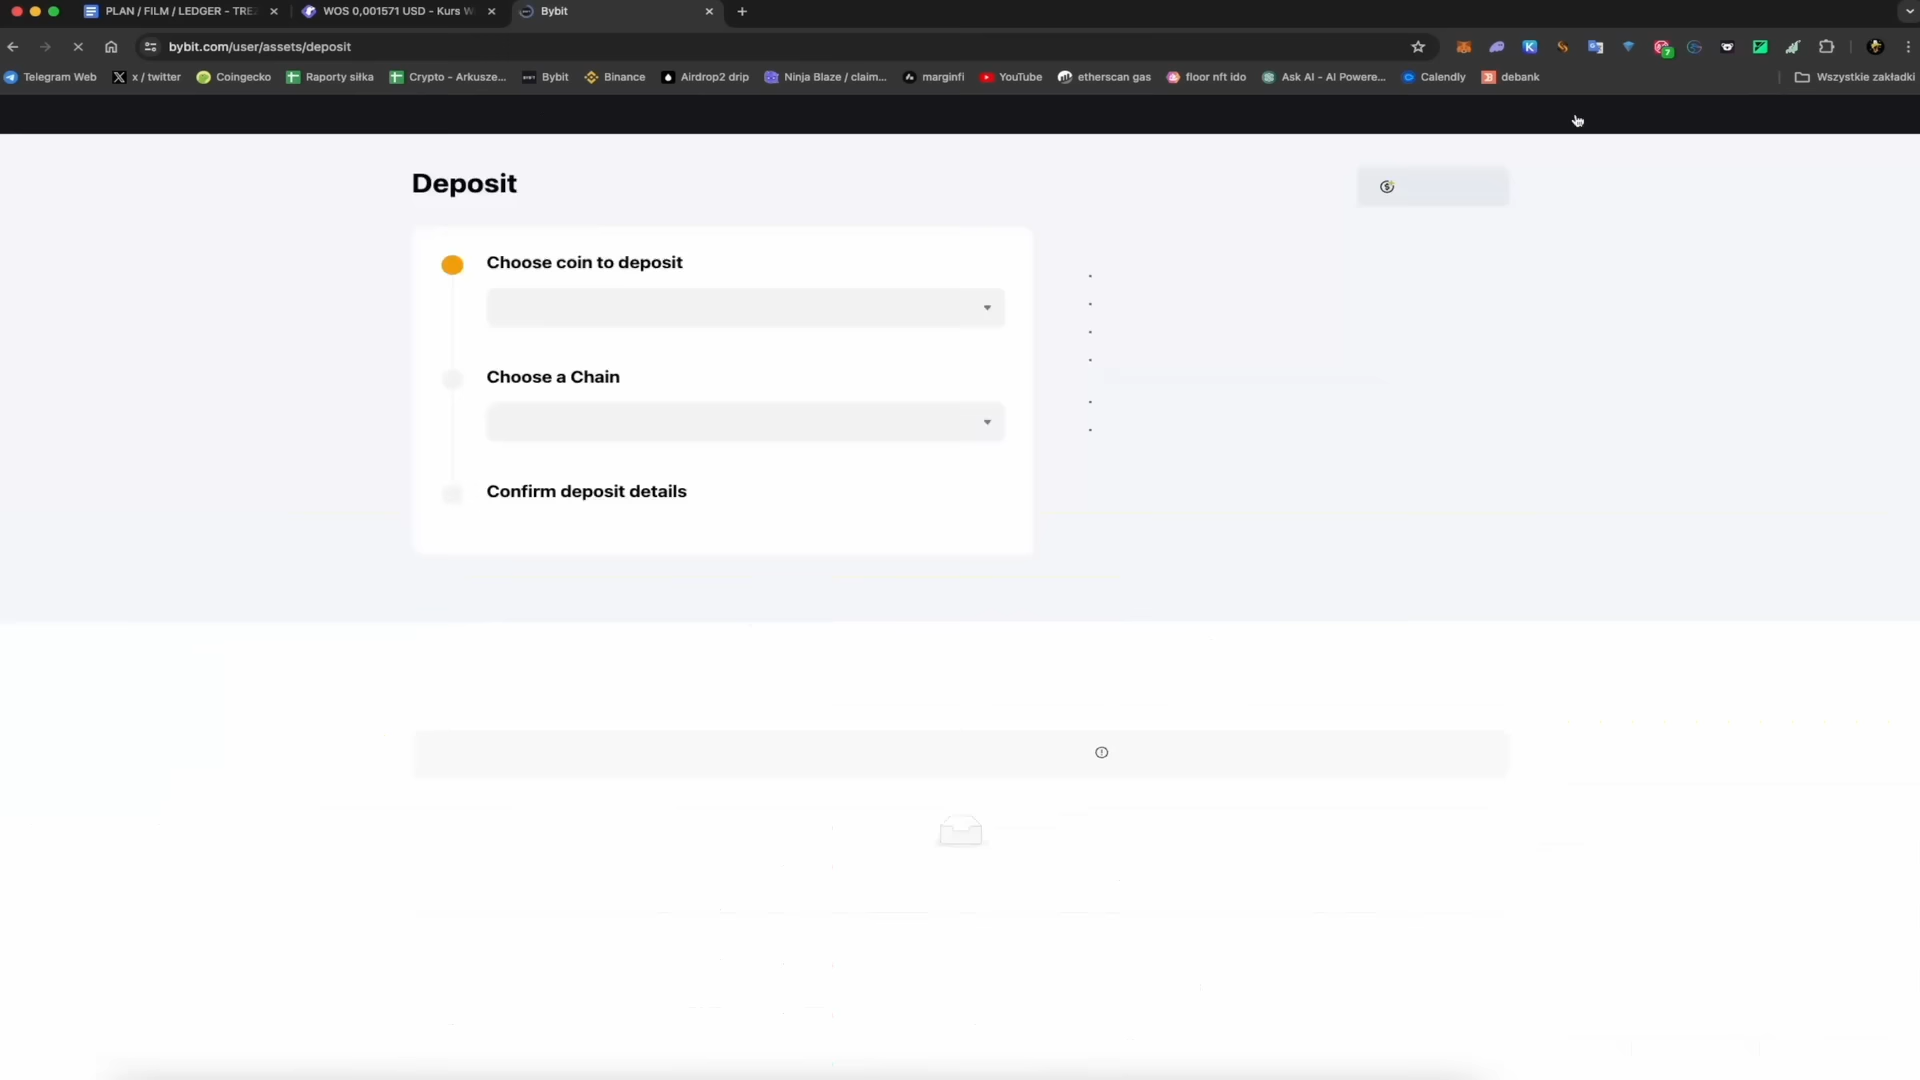 PLAN / FILM / LEDGER - TRE
WOS 0,001571 USD - Kurs W
Bybit
bybit.com/user/assets/deposit
7
Telegram Web
x / twitter
Coingecko
Raporty siłka
Crypto - Arkusze...
Bybit
Binance
Airdrop2 drip
Ninja Blaze / claim...
marginfi
YouTube
etherscan gas
floor nft ido
Ask AI - AI Powere...
Calendly
debank
Wszystkie zakładki
Deposit
Choose coin to deposit
Choose a Chain
Confirm deposit details